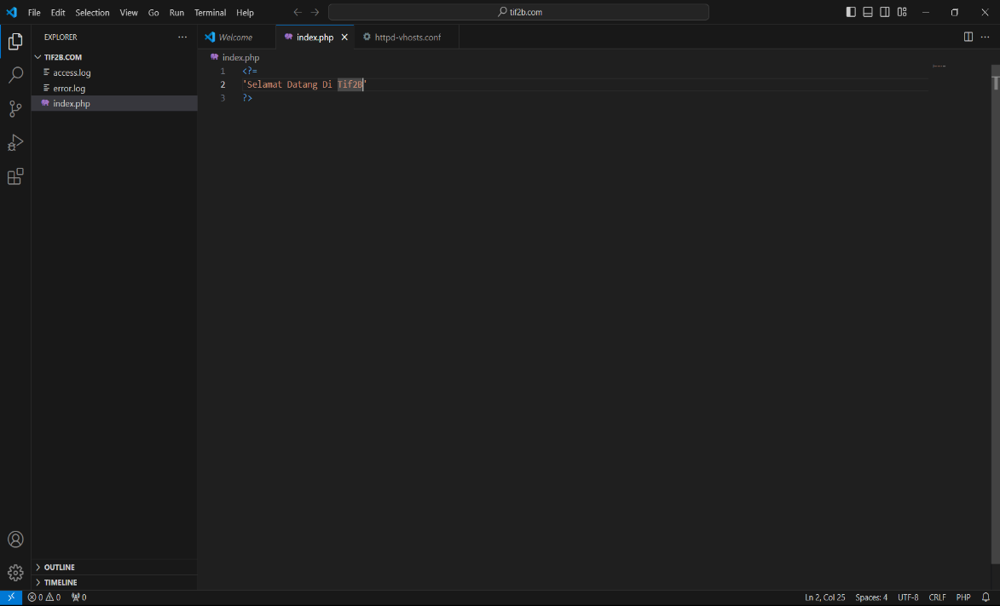 File Edit Selection View Go Run Terminal Help
tif2b.com
EXPLORER
Welcome
index.php
httpd-vhosts.conf
TIF2B.COM
access.log
error.log
index.php
index.php
1 <?=
2 'Selamat Datang Di Tif2B'
3 ?>
OUTLINE
TIMELINE
0 0 0
Ln 2, Col 25 Spaces: 4 UTF-8 CRLF PHP